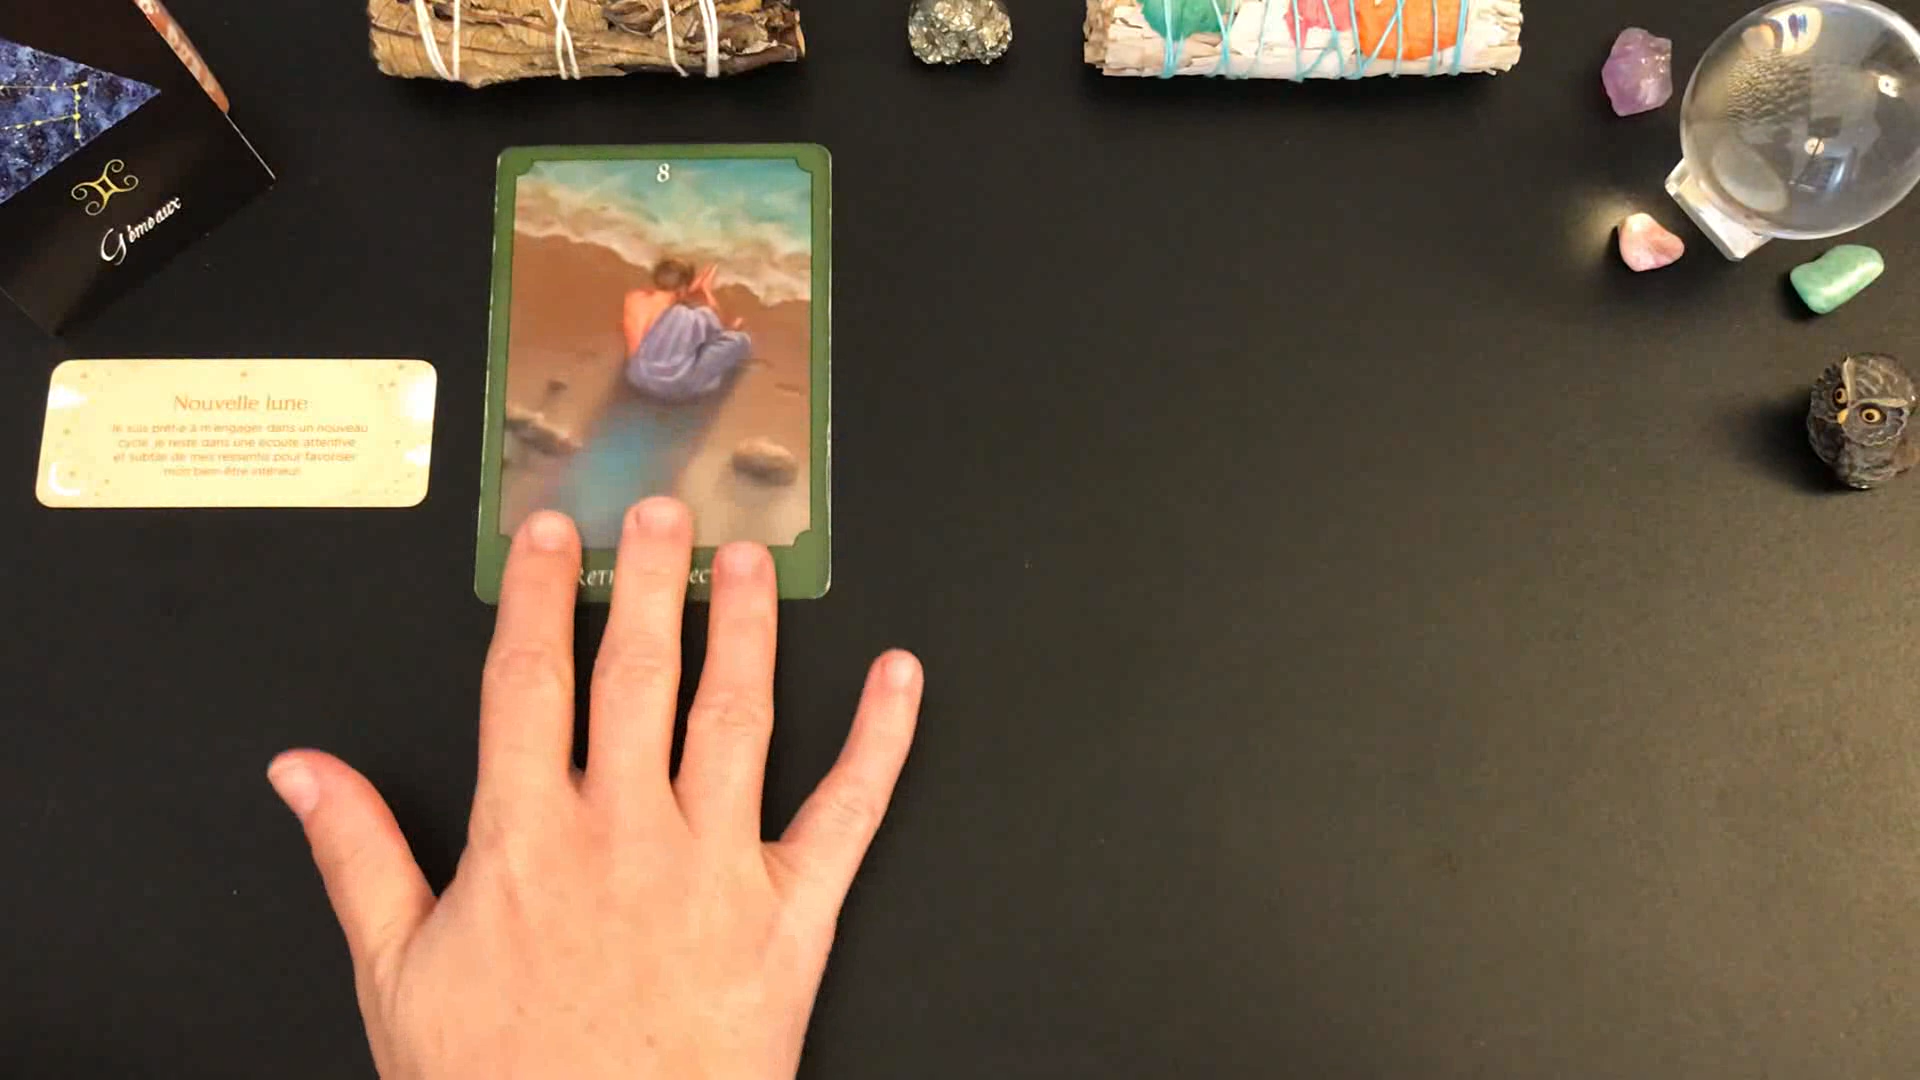 Gémeaux
8
Nouvelle lune
Je suis prêt·e à m'engager dans un nouveau
cycle, je reste dans une écoute attentive
et subtile de mes ressentis pour favoriser
mon bien-être intérieur.